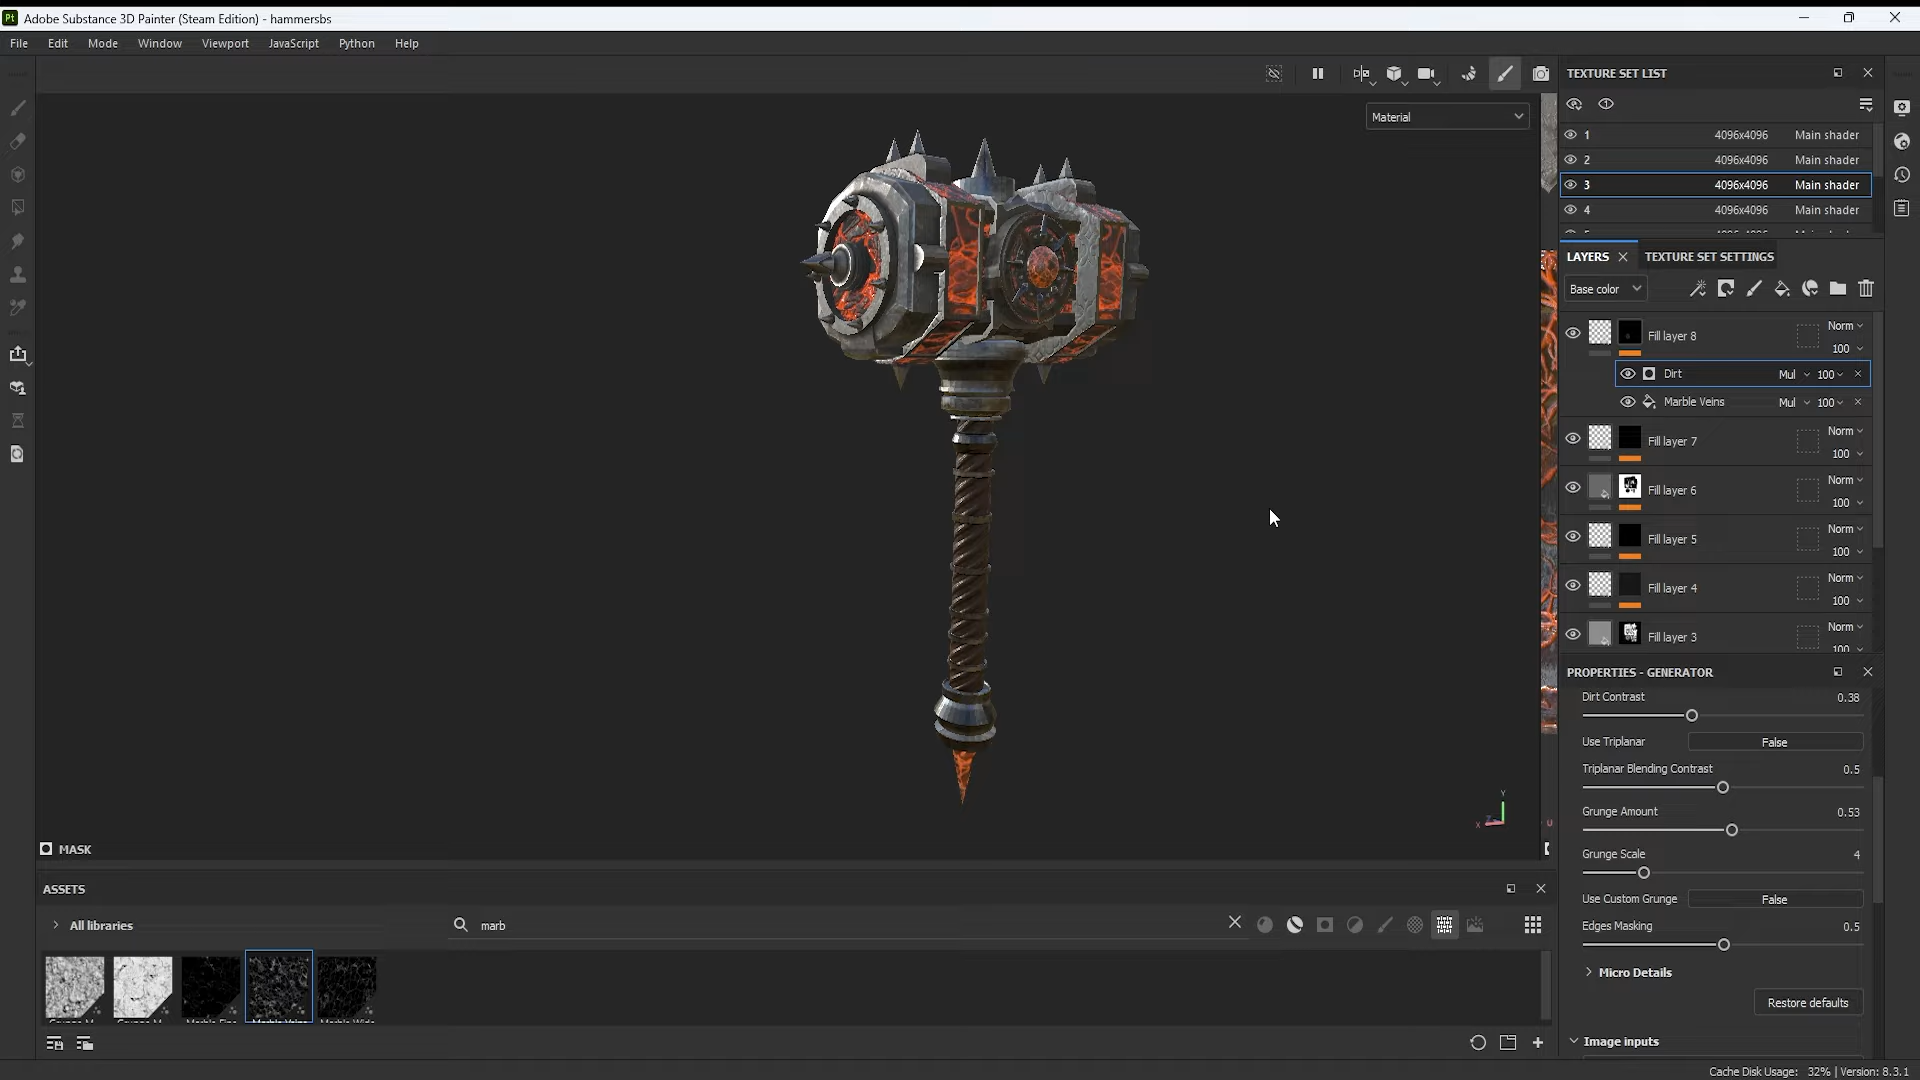 Pt Adobe Substance 3D Painter (Steam Edition) - hammersbs
File Edit Mode Window Viewport JavaScript Python Help
Material
TEXTURE SET LIST
1 4096x4096 Main shader
2 4096x4096 Main shader
3 4096x4096 Main shader
4 4096x4096 Main shader
LAYERS TEXTURE SET SETTINGS
Base color
Fill layer 8 Norm
100
Dirt Mul 100
Marble Veins Mul 100
Fill layer 7 Norm
100
Fill layer 6 Norm
100
Fill layer 5 Norm
100
Fill layer 4 Norm
100
Fill layer 3 Norm
100
PROPERTIES - GENERATOR
Dirt Contrast 0.38
Use Triplanar False
Triplanar Blending Contrast 0.5
Grunge Amount 0.53
Grunge Scale 4
Use Custom Grunge False
Edges Masking 0.5
Micro Details
Restore defaults
Image inputs
Y
X
MASK
ASSETS
All libraries
marb
Cache Disk Usage: 32% | Version: 8.3.1